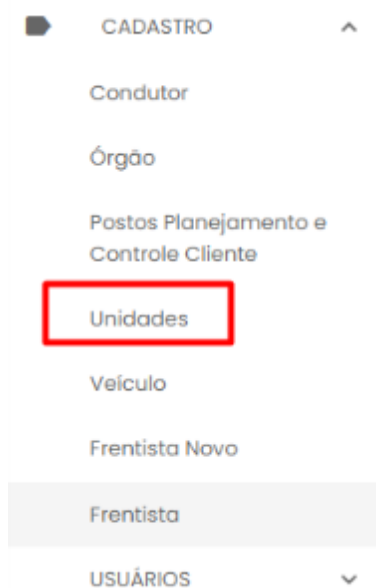 CADASTRO
Condutor
Órgão
Postos Planejamento e
Controle Cliente
Unidades
Veículo
Frentista Novo
Frentista
USUÁRIOS